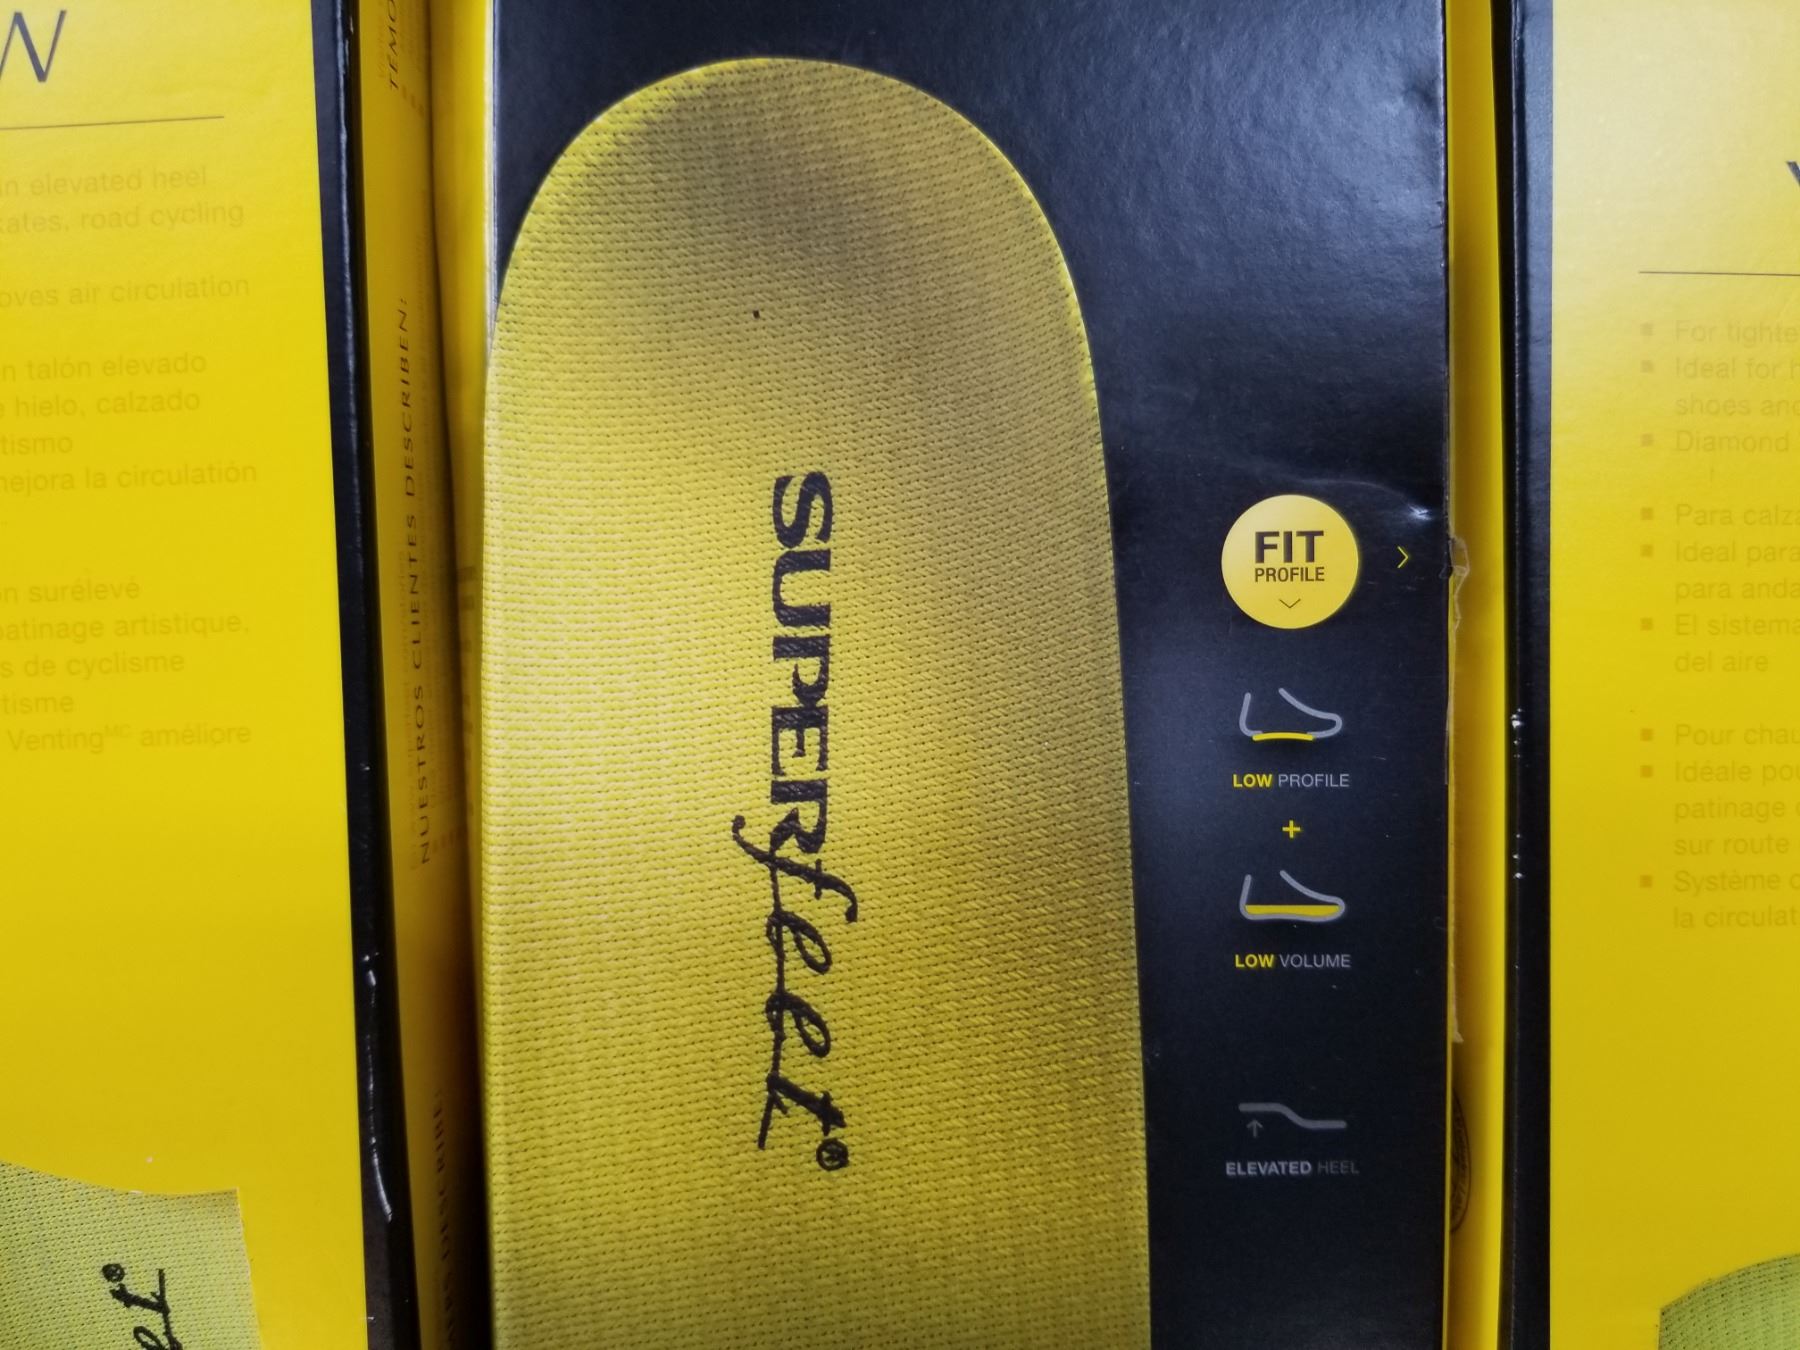 N
in elevated heel
kates, road cycling
oves air circulation
n talón elevado
e hielo, calzado
tismo
nejora la circulatión
n surélevé
patinage artistique,
s de cyclisme
tisme
Venting MC améliore
TEMO
NUESTROS CLIENTES DESCRIBEN:
DESCRIBE:
SUPERfeet®
FIT
PROFILE
LOW PROFILE
+
LOW VOLUME
ELEVATED HEEL
For tighte
Ideal for h
shoes and
Diamond
Para calza
Ideal para
para anda
El sistema
del aire
Pour chau
Idéale pou
patinage
sur route
Système
la circulat
eet®